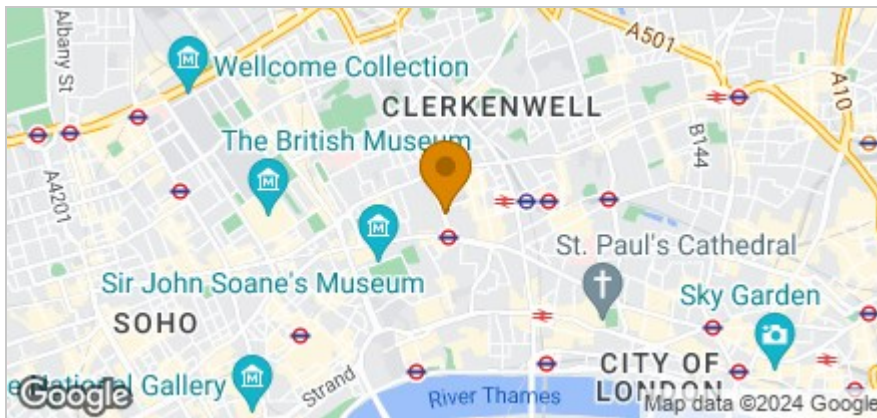 Albany St
A501
Wellcome Collection
CLERKENWELL
A10
B144
The British Museum
A4201
St. Paul's Cathedral
Sir John Soane's Museum
Sky Garden
SOHO
CITY OF
LONDON
e National Gallery
Strand
River Thames
Google
Map data ©2024 Google